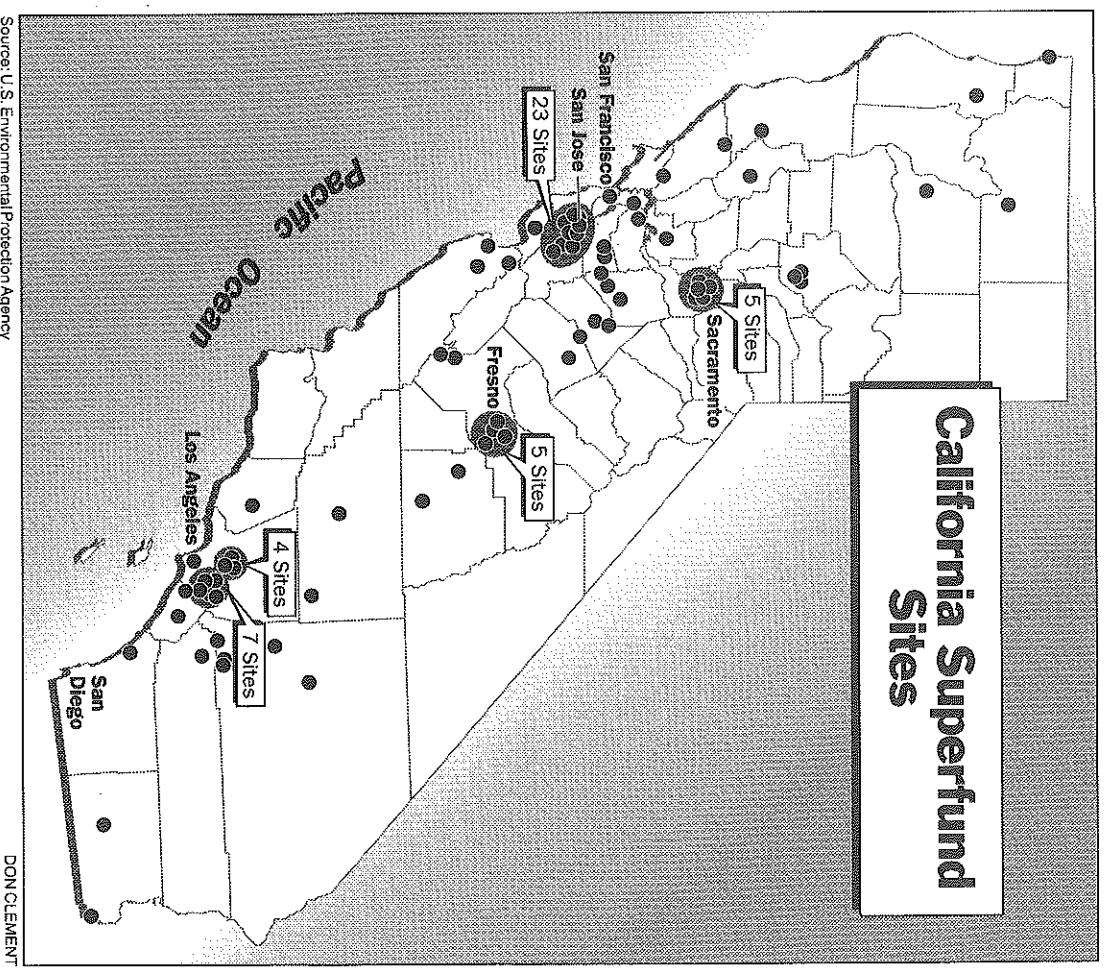 California Superfund
Sites
5 Sites
Sacramento
San Francisco
San Jose
23 Sites
Fresno
5 Sites
Pacific
Ocean
Los Angeles
4 Sites
7 Sites
San
Diego
Source: U.S. Environmental Protection Agency
DON CLEMENT